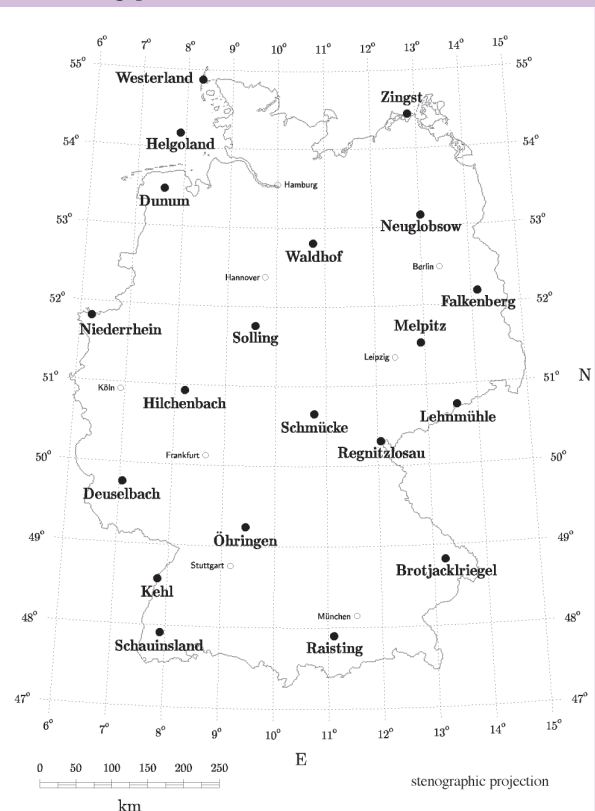 6° 7° 8° 9° 10° 11° 12° 13° 14° 15°
55° 55°
Westerland
Zingst
54° 54°
Helgoland
Hamburg
Dunum
53° 53°
Neuglobsow
Waldhof
Berlin
Hannover
52° 52°
Falkenberg
Niederrhein
Melpitz
Solling
Leipzig
51° 51° N
Köln
Hilchenbach
Lehnmühle
Schmücke
Regnitzlosau
50° 50°
Frankfurt
Deuselbach
49° 49°
Öhringen
Stuttgart
Brotjacklriegel
Kehl
48° 48°
München
Schauinsland
Raisting
47° 47°
6° 7° 8° 9° 10° 11° 12° 13° 14° 15°
E
0 50 100 150 200 250
km
stenographic projection